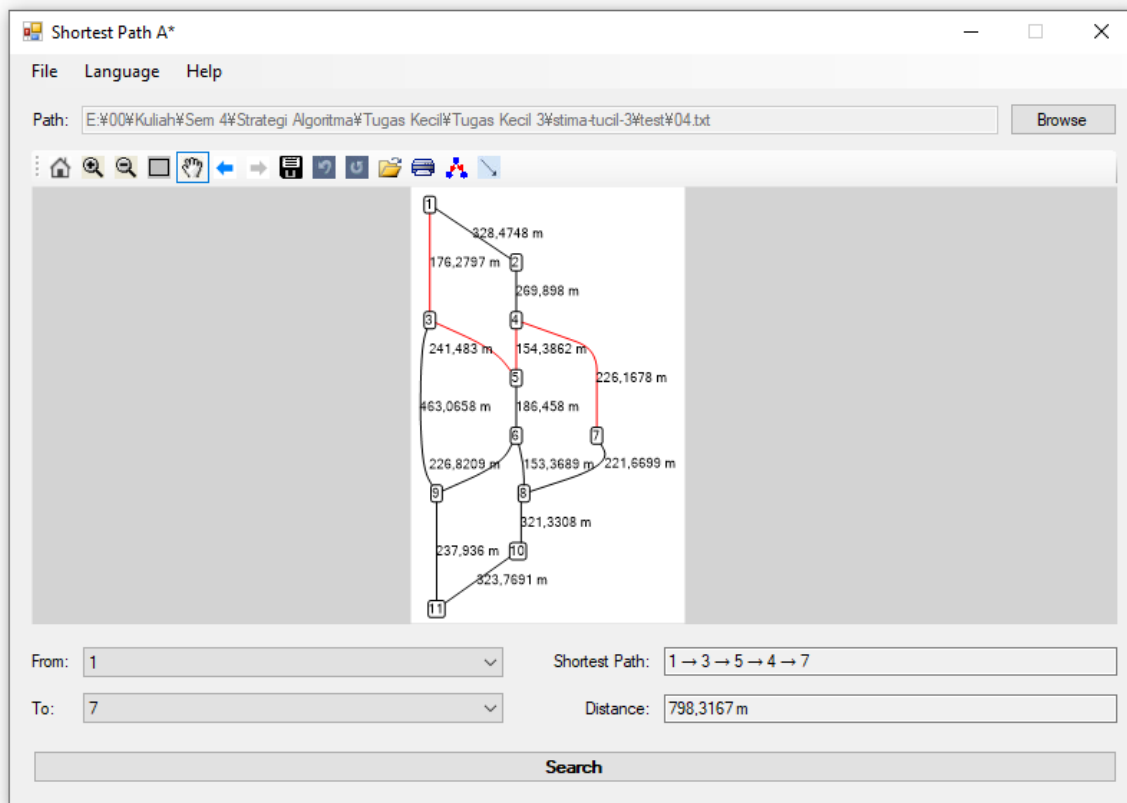 Shortest Path A*
File Language Help
Path: E:¥00¥Kuliah¥Sem 4¥Strategi Algoritma¥Tugas Kecil¥Tugas Kecil 3¥stima-tucil-3¥test¥04.txt Browse
1
328,4748 m
176,2797 m 2
269,898 m
3 4
241,483 m 154,3862 m
5 226,1678 m
463,0658 m 186,458 m
6 7
226,8209 m 153,3689 m 221,6699 m
9 8
321,3308 m
237,936 m 10
323,7691 m
11
From: 1 Shortest Path: 1 → 3 → 5 → 4 → 7
To: 7 Distance: 798,3167 m
Search